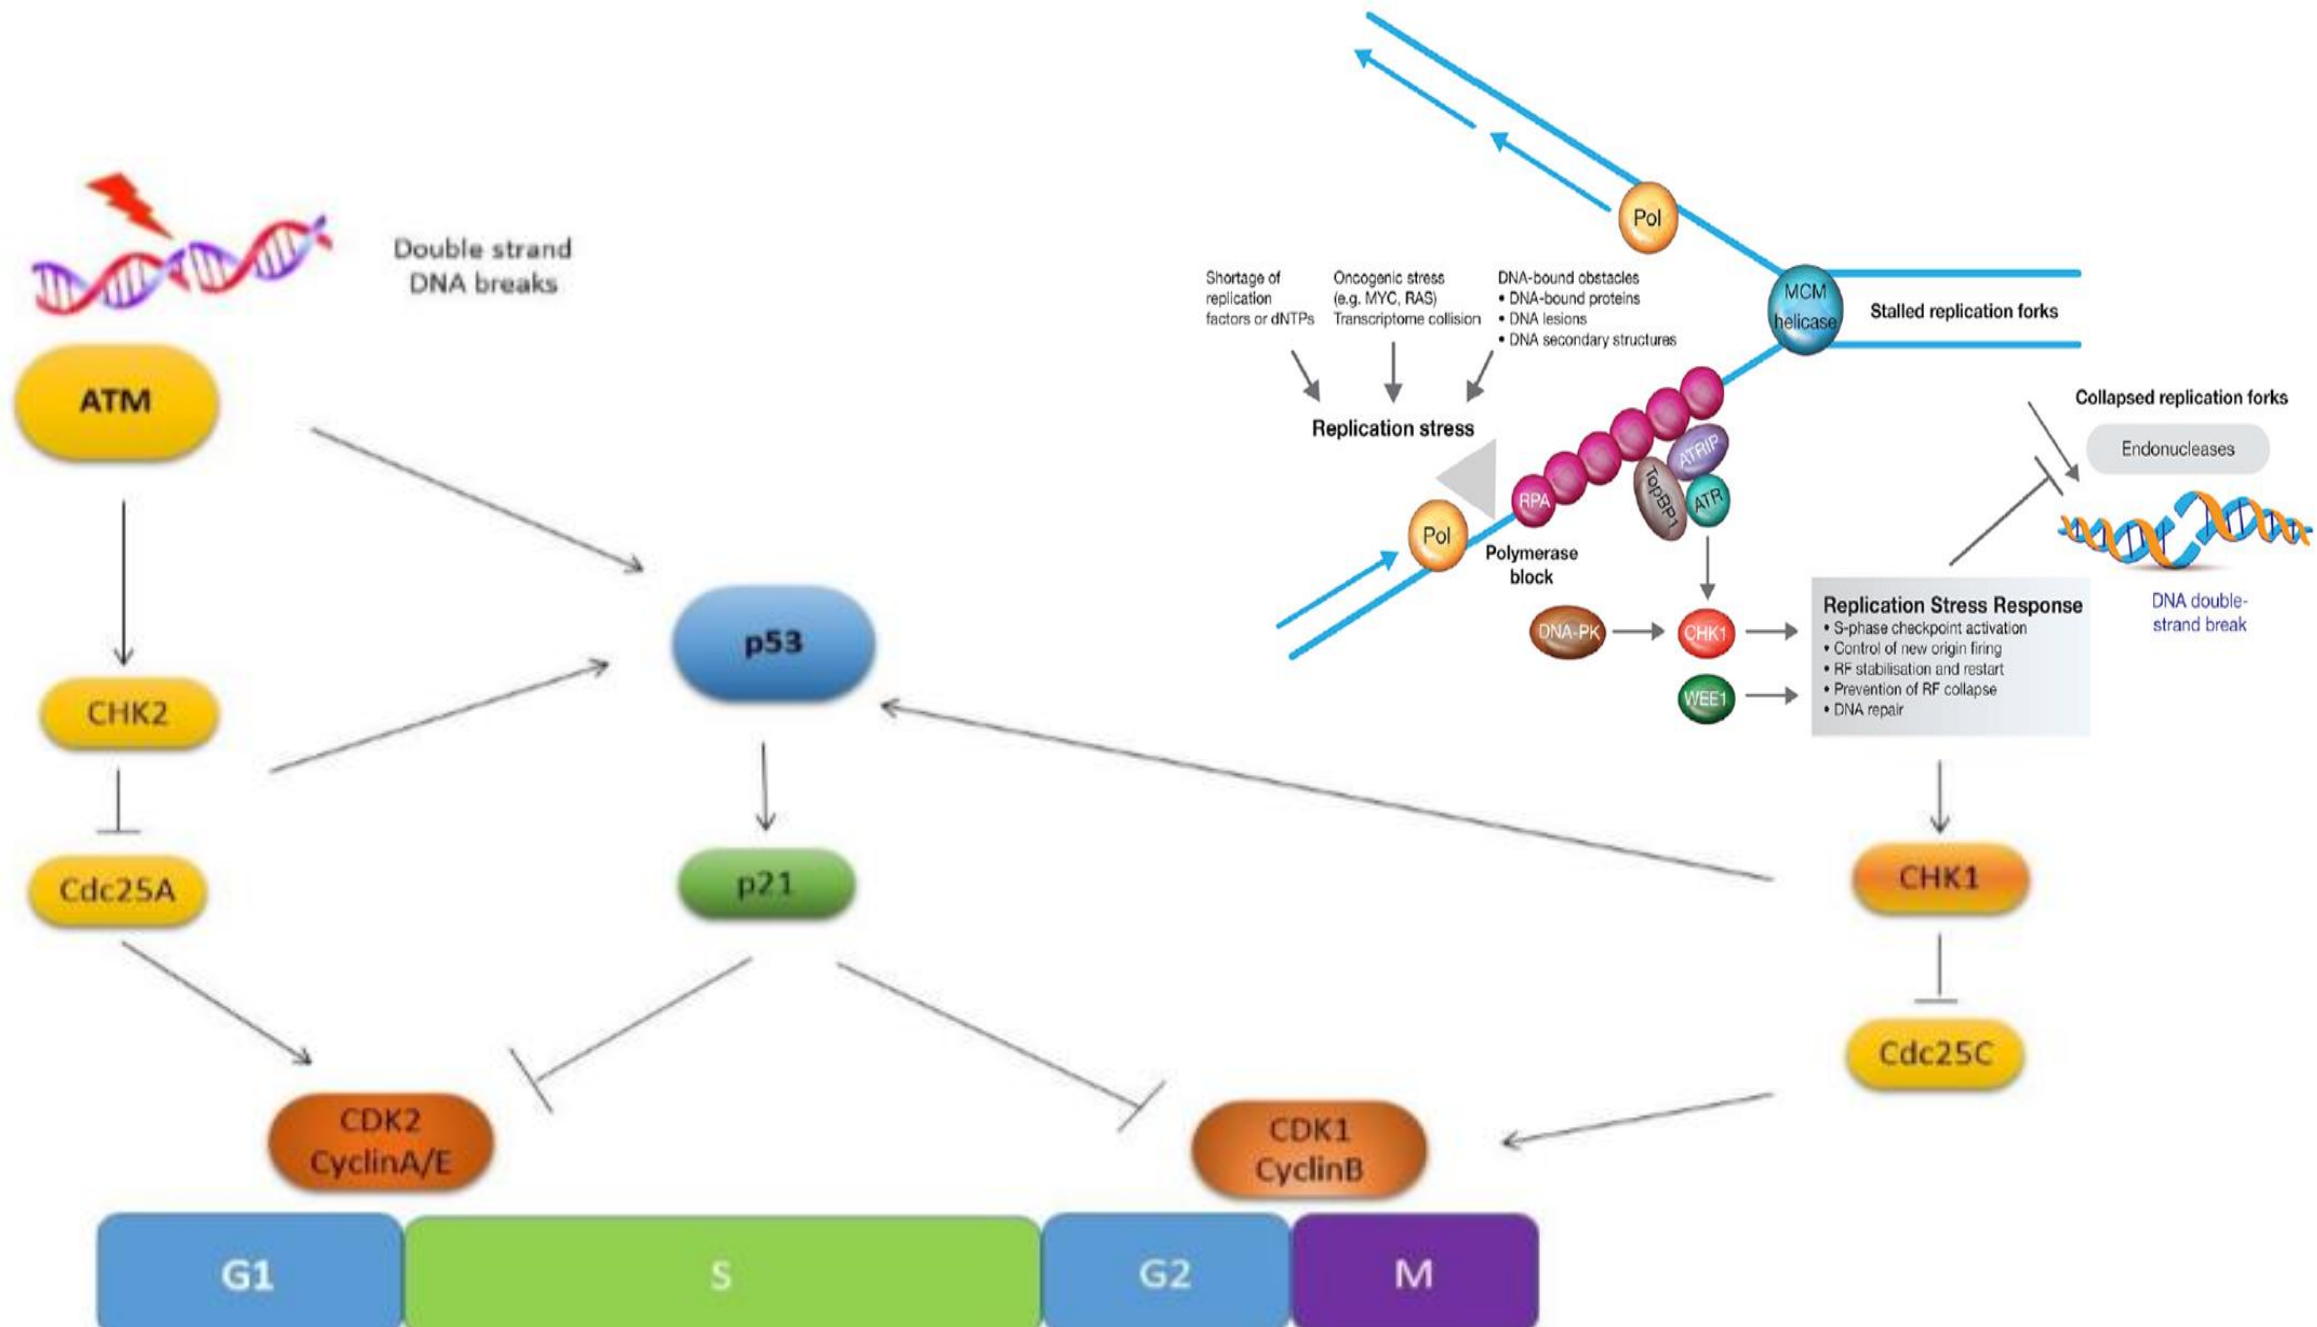 Pol
MCM
helicase
Stalled replication forks
Shortage of
replication
factors or dNTPs
Oncogenic stress
(e.g. MYC, RAS)
Transcriptome collision
DNA-bound obstacles
• DNA-bound proteins
• DNA lesions
• DNA secondary structures
Replication stress
Double strand
DNA breaks
ATM
Collapsed replication forks
Endonucleases
ATRIP
TopBP1
ATR
RPA
Pol
Polymerase
block
DNA-PK
CHK1
WEE1
Replication Stress Response
• S-phase checkpoint activation
• Control of new origin firing
• RF stabilisation and restart
• Prevention of RF collapse
• DNA repair
DNA double-
strand break
p53
CHK2
Cdc25A
p21
CHK1
Cdc25C
CDK2
CyclinA/E
CDK1
CyclinB
G1
S
G2
M